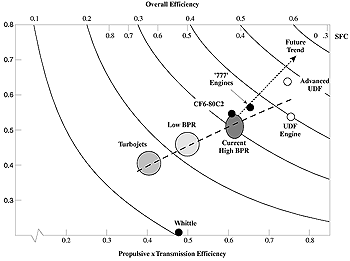 Overall Efficiency
0.1 0.2 0.3 0.4 0.5 0.6
0.8 0.7 0.6 0.5 0.4 0.3 SFC
0.8
0.7
0.6
0.5
0.4
0.3
Future
Trend
'777'
Engines
Advanced
UDF
CF6-80C2
Low BPR
Turbojets
Current
High BPR
UDF
Engine
Whittle
0.2 0.3 0.4 0.5 0.6 0.7 0.8
Propulsive x Transmission Efficiency